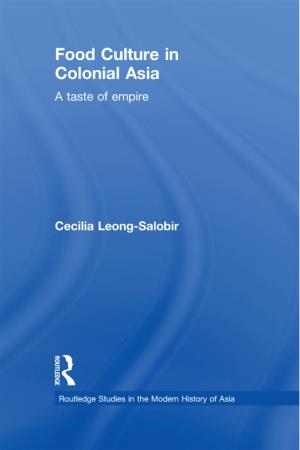 Food Culture in
Colonial Asia
A taste of empire
Cecilia Leong-Salobir
ROUTLEDGE
Routledge Studies in the Modern History of Asia